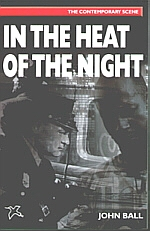 THE CONTEMPORARY SCENE
IN THE HEAT
OF THE NIGHT
JOHN BALL